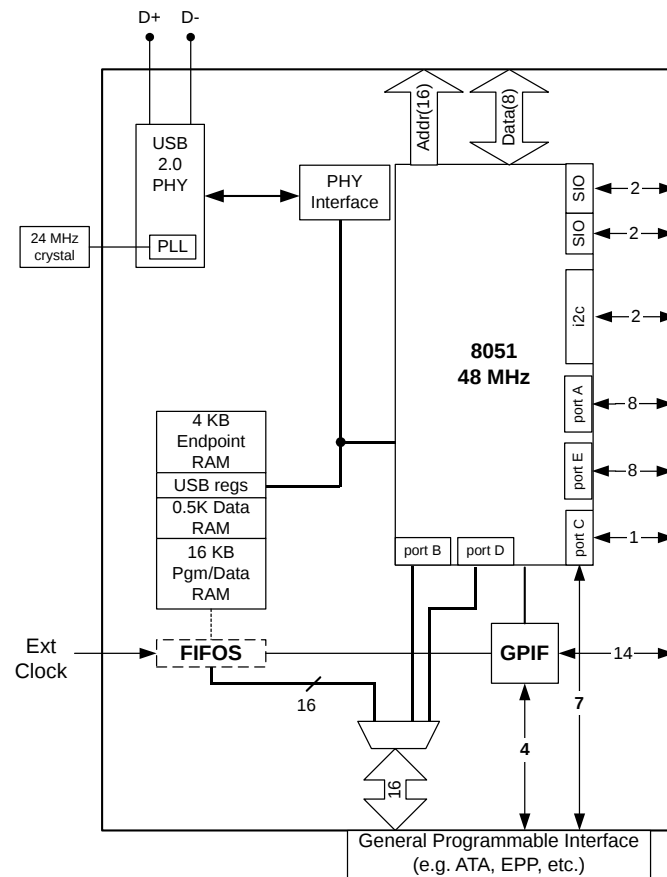 D+ D-
Addr(16)
Data(8)
USB
2.0
PHY
PLL
PHY
Interface
24 MHz
crystal
SIO
2
SIO
2
i2c
2
8051
48 MHz
port A
8
port E
8
port C
1
port B
port D
4 KB
Endpoint
RAM
USB regs
0.5K Data
RAM
16 KB
Pgm/Data
RAM
Ext
Clock
FIFOS
GPIF
14
16
7
4
16
General Programmable Interface
(e.g. ATA, EPP, etc.)